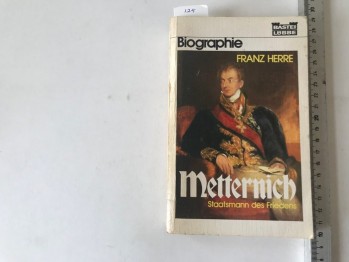 124
BASTEI
LÜBBE
Biographie
FRANZ HERRE
Metternich
Staatsmann des Friedens